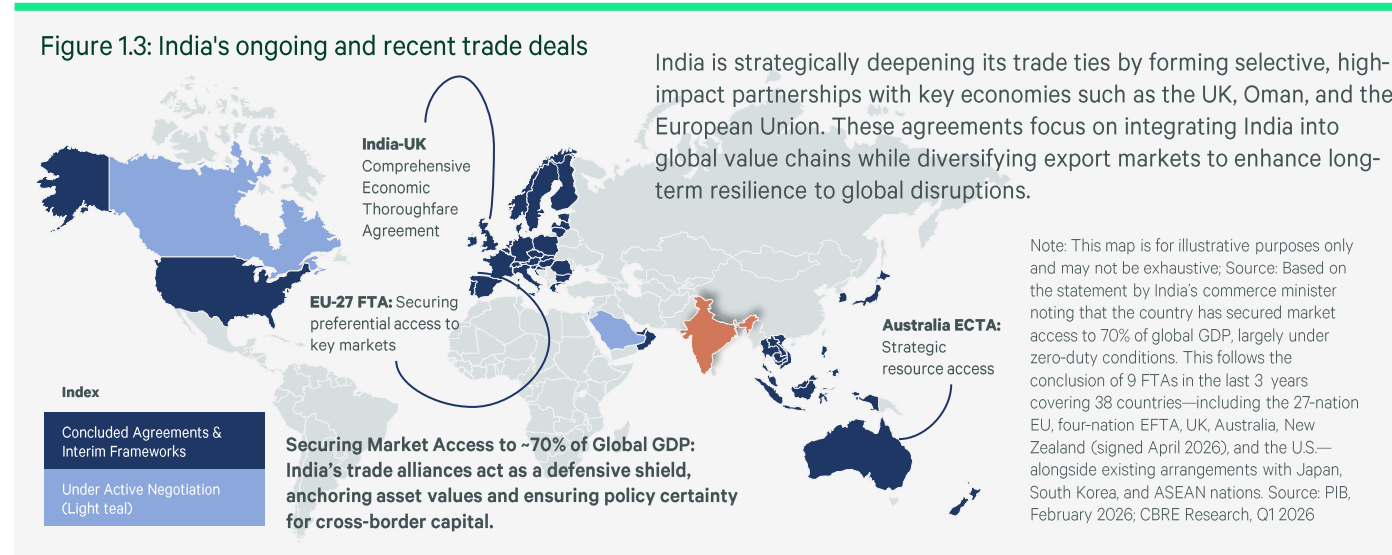 Figure 1.3: India's ongoing and recent trade deals
India is strategically deepening its trade ties by forming selective, high-
impact partnerships with key economies such as the UK, Oman, and the
European Union. These agreements focus on integrating India into
global value chains while diversifying export markets to enhance long-
term resilience to global disruptions.
India-UK
Comprehensive
Economic
Thoroughfare
Agreement
EU-27 FTA: Securing
preferential access to
key markets
Australia ECTA:
Strategic
resource access
Index
Concluded Agreements &
Interim Frameworks
Under Active Negotiation
(Light teal)
Securing Market Access to ~70% of Global GDP:
India’s trade alliances act as a defensive shield,
anchoring asset values and ensuring policy certainty
for cross-border capital.
Note: This map is for illustrative purposes only
and may not be exhaustive; Source: Based on
the statement by India’s commerce minister
noting that the country has secured market
access to 70% of global GDP, largely under
zero-duty conditions. This follows the
conclusion of 9 FTAs in the last 3 years
covering 38 countries—including the 27-nation
EU, four-nation EFTA, UK, Australia, New
Zealand (signed April 2026), and the U.S.—
alongside existing arrangements with Japan,
South Korea, and ASEAN nations. Source: PIB,
February 2026; CBRE Research, Q1 2026